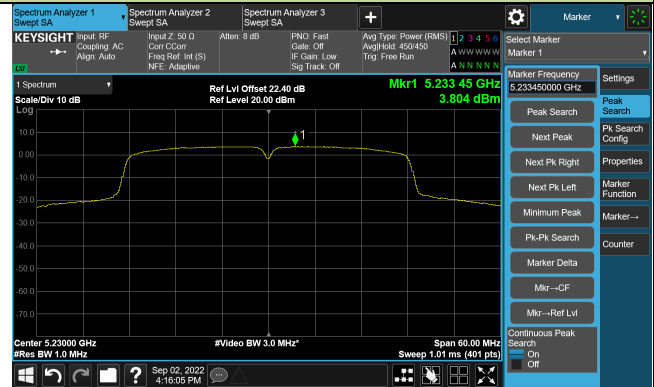 Spectrum Analyzer 1
Swept SA
Spectrum Analyzer 2
Swept SA
Spectrum Analyzer 3
Swept SA
+
Marker
KEYSIGHT
LXI
Input: RF
Coupling: AC
Align: Auto
Input Z: 50 Ω
Corr CCorr
Freq Ref: Int (S)
NFE: Adaptive
Atten: 8 dB
PNO: Fast
Gate: Off
IF Gain: Low
Sig Track: Off
Avg Type: Power (RMS)
Avg|Hold: 450/450
Trig: Free Run
1 2 3 4 5 6
A W W W W W
A N N N N N
Select Marker
Marker 1
1 Spectrum
Scale/Div 10 dB
Log
Ref Lvl Offset 22.40 dB
Ref Level 20.00 dBm
Mkr1 5.233 45 GHz
3.804 dBm
1
10.0
0.00
-10.0
-20.0
-30.0
-40.0
-50.0
-60.0
-70.0
Center 5.23000 GHz
#Res BW 1.0 MHz
#Video BW 3.0 MHz*
Span 60.00 MHz
Sweep 1.01 ms (401 pts)
Marker Frequency
5.233450000 GHz
Peak Search
Next Peak
Next Pk Right
Next Pk Left
Minimum Peak
Pk-Pk Search
Marker Delta
Mkr→CF
Mkr→Ref Lvl
Continuous Peak
Search
On
Off
Settings
Peak
Search
Pk Search
Config
Properties
Marker
Function
Marker→
Counter
?
Sep 02, 2022
4:16:05 PM